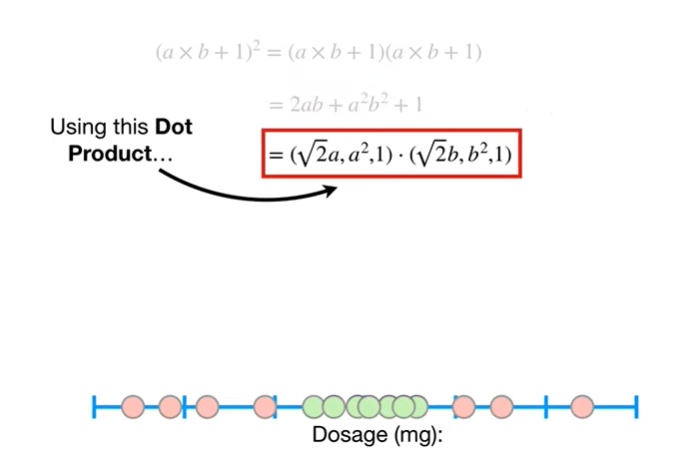 (a × b + 1)² = (a × b + 1)(a × b + 1)
= 2ab + a²b² + 1
Using this Dot
Product...
= (√2a, a²,1) · (√2b, b²,1)
Dosage (mg):